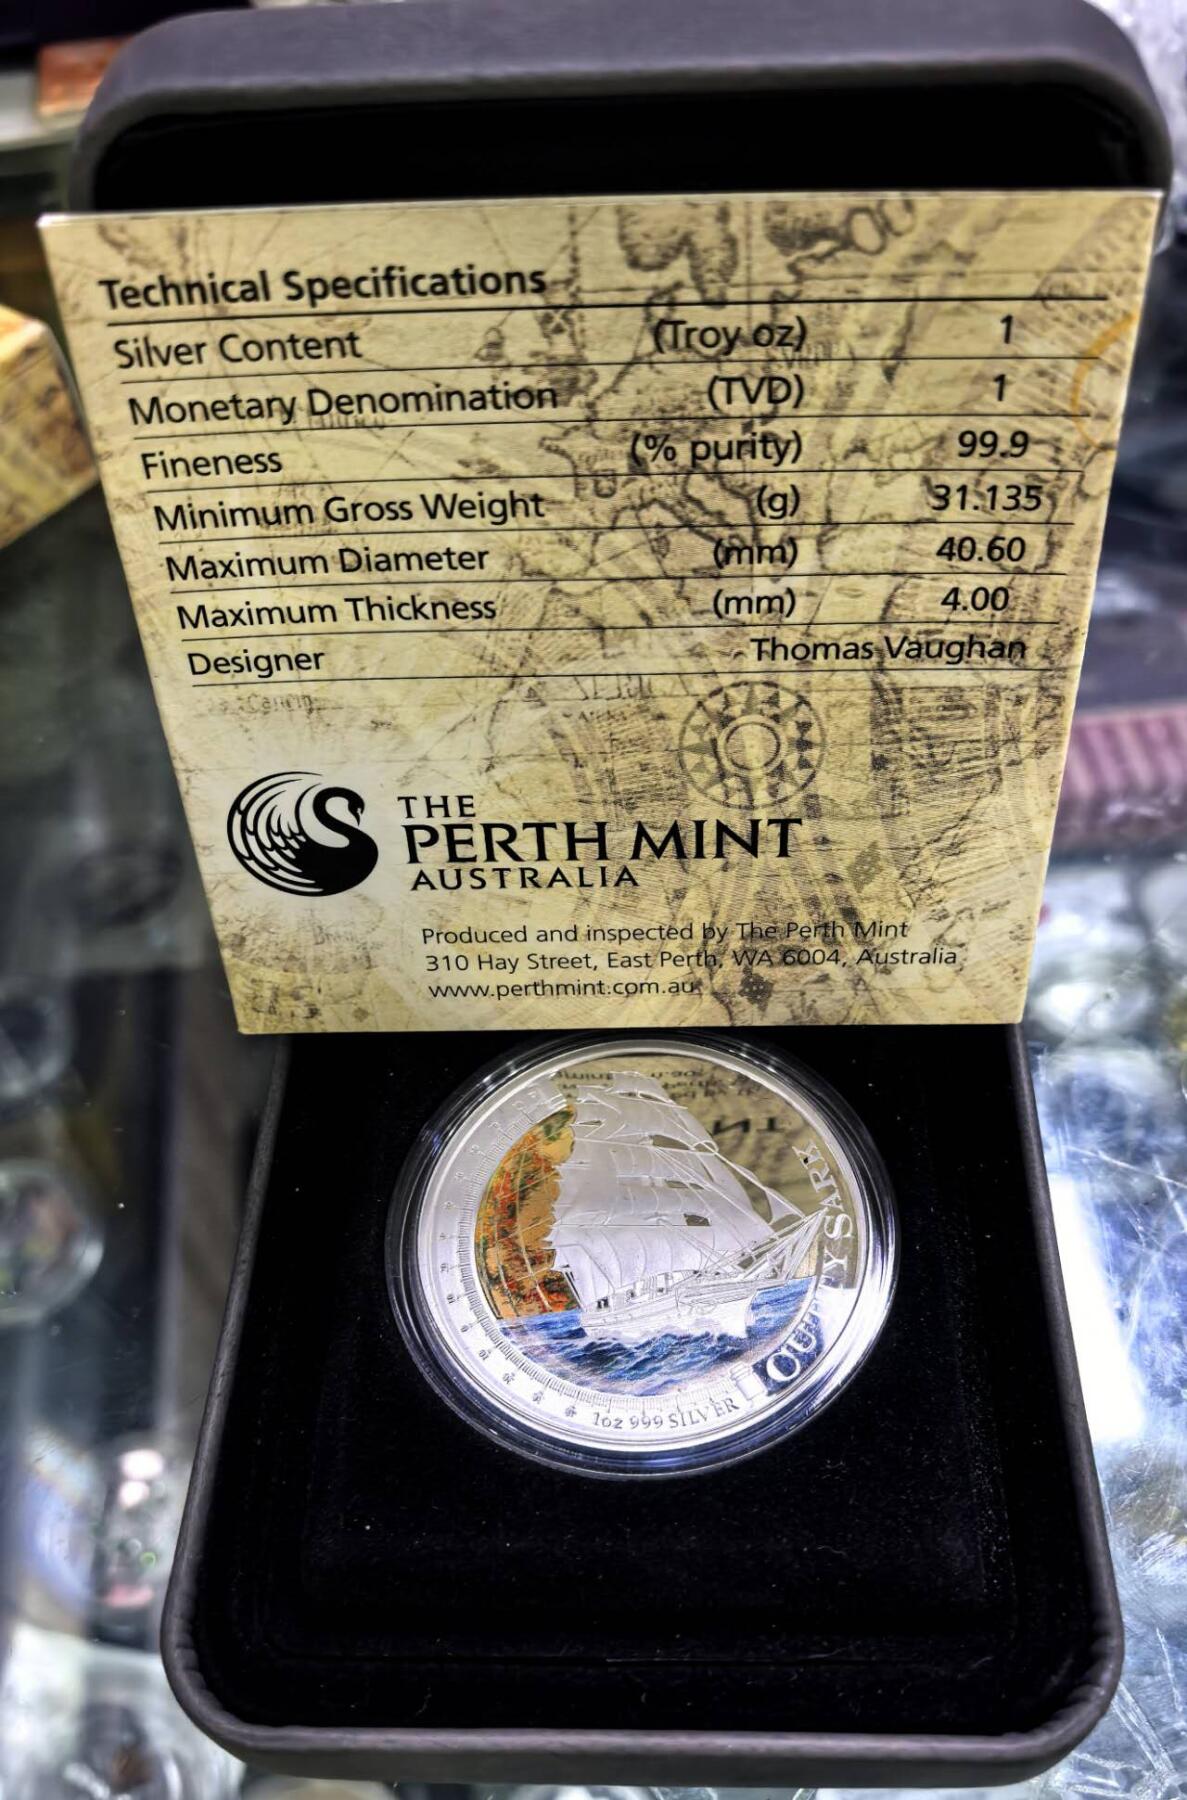 Technical Specifications
Silver Content (Troy oz) 1
Monetary Denomination (TVD) 1
Fineness (% purity) 99.9
Minimum Gross Weight (g) 31.135
Maximum Diameter (mm) 40.60
Maximum Thickness (mm) 4.00
Designer Thomas Vaughan
THE
PERTH MINT
AUSTRALIA
Produced and inspected by The Perth Mint
310 Hay Street, East Perth, WA 6004, Australia
www.perthmint.com.au
CUTTY SARK
1oz 999 SILVER